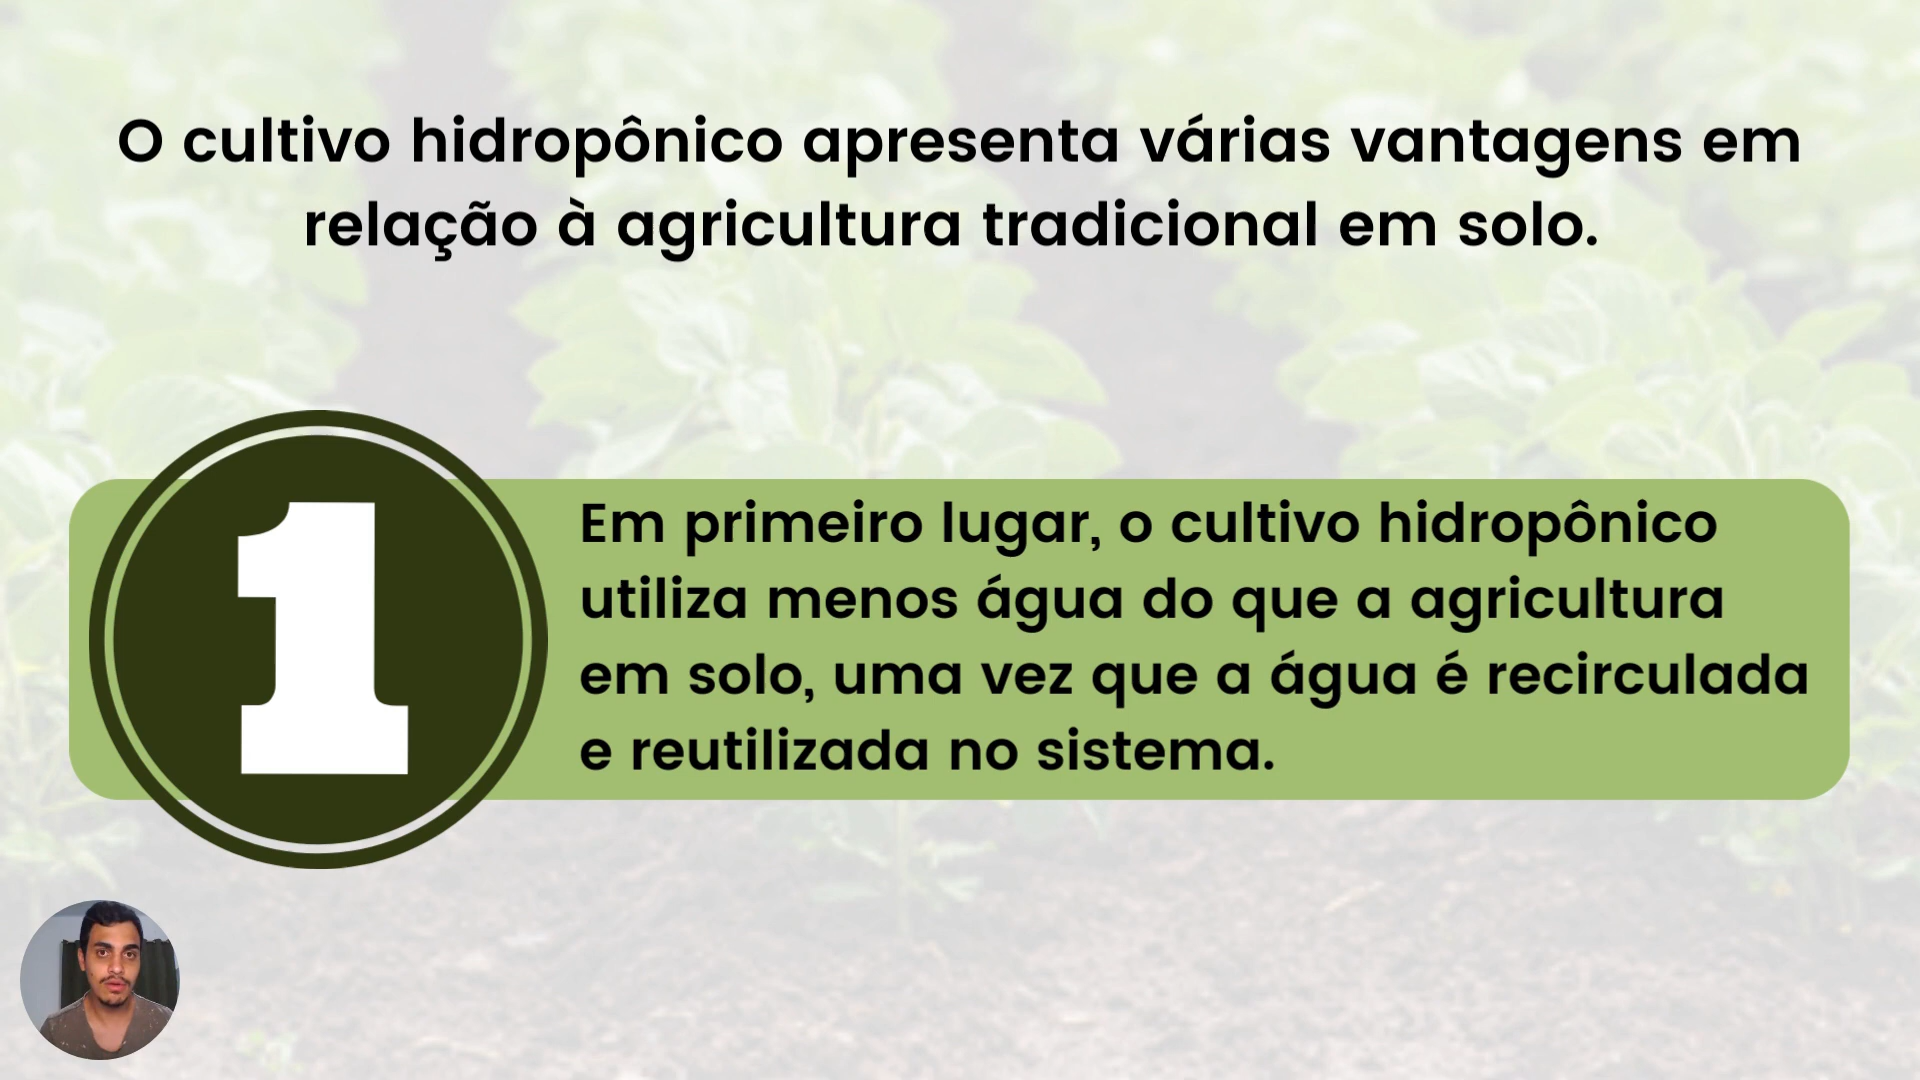 O cultivo hidropônico apresenta várias vantagens em
relação à agricultura tradicional em solo.
1
Em primeiro lugar, o cultivo hidropônico
utiliza menos água do que a agricultura
em solo, uma vez que a água é recirculada
e reutilizada no sistema.